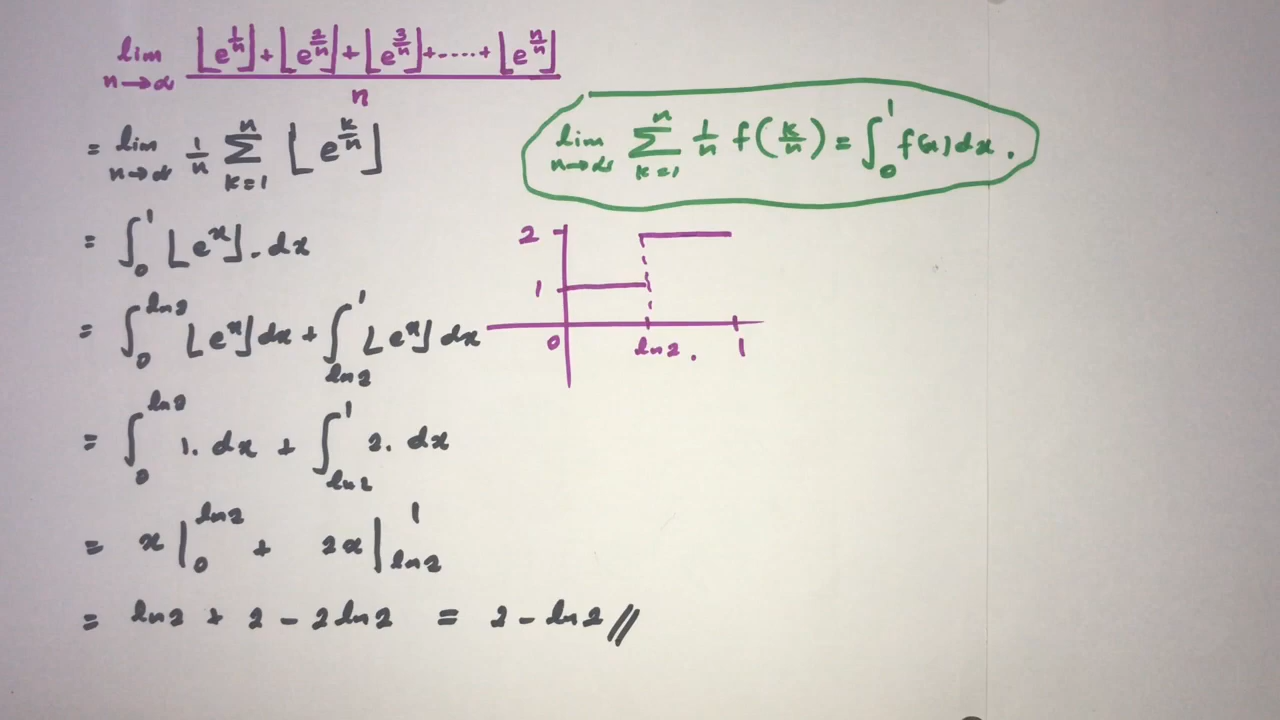 lim n→∝ ⌊e^{1/n}⌋ + ⌊e^{2/n}⌋ + ⌊e^{3/n}⌋ + ..... + ⌊e^{n/n}⌋ / n
= lim n→∝ 1/n ∑_{k=1}^{n} ⌊e^{k/n}⌋
lim n→∝ ∑_{k=1}^{n} 1/n f(k/n) = ∫_0^1 f(x)dx.
= ∫_0^1 ⌊e^x⌋. dx
2
1
0 ln2. 1
= ∫_0^{ln2} ⌊e^x⌋dx + ∫_{ln2}^1 ⌊e^x⌋dx
= ∫_0^{ln2} 1. dx + ∫_{ln2}^1 2. dx
= x|_0^{ln2} + 2x|_{ln2}^1
= ln2 + 2 - 2ln2 = 2 - ln2 //